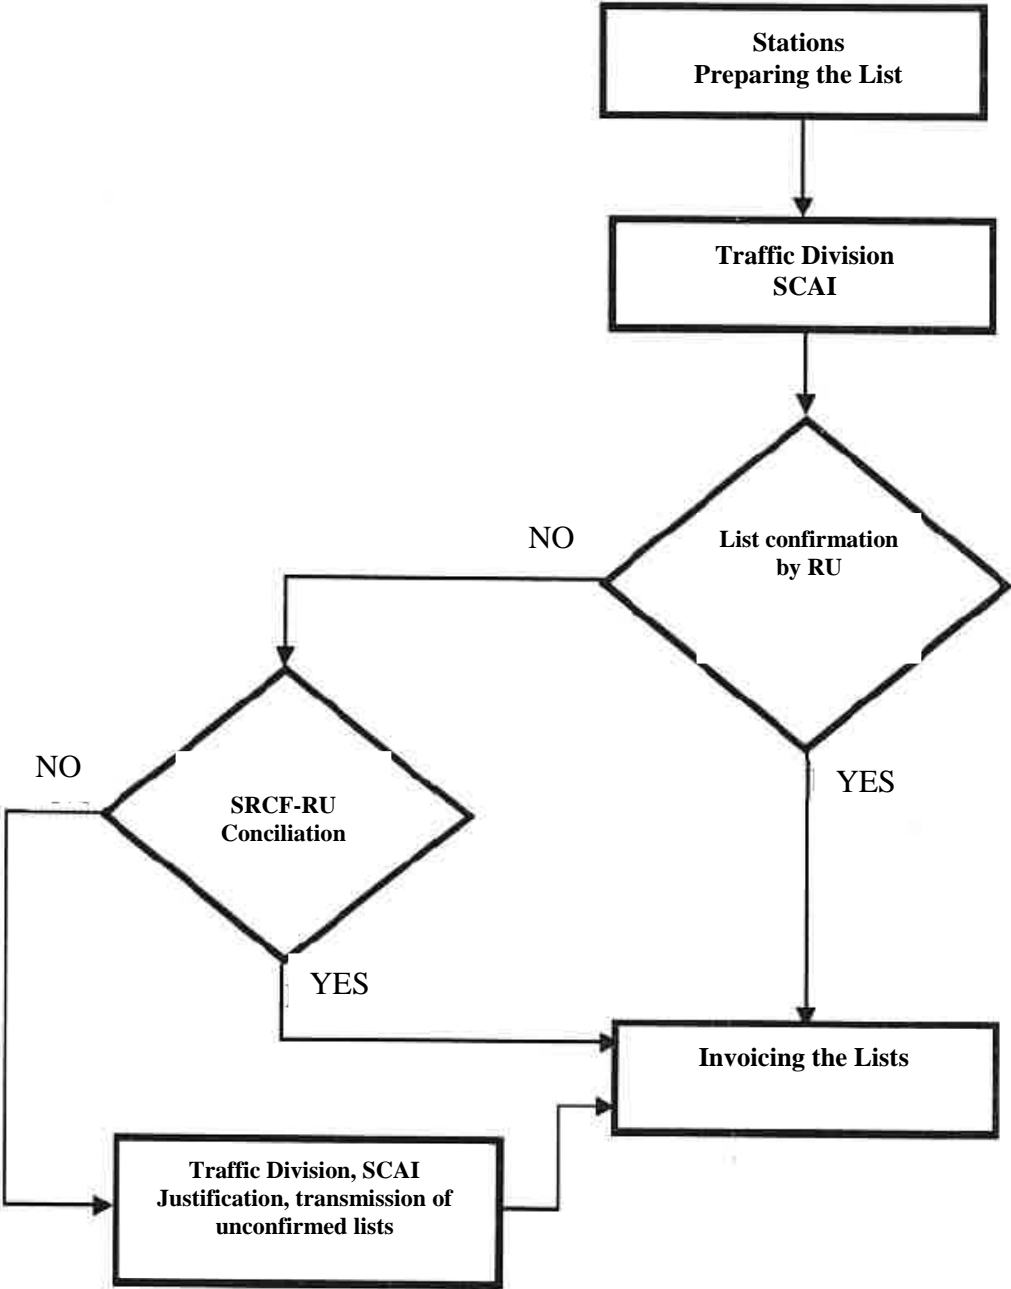 Stations
Preparing the List
Traffic Division
SCAI
List confirmation
by RU
NO
YES
SRCF-RU
Conciliation
NO
YES
Invoicing the Lists
Traffic Division, SCAI
Justification, transmission of
unconfirmed lists